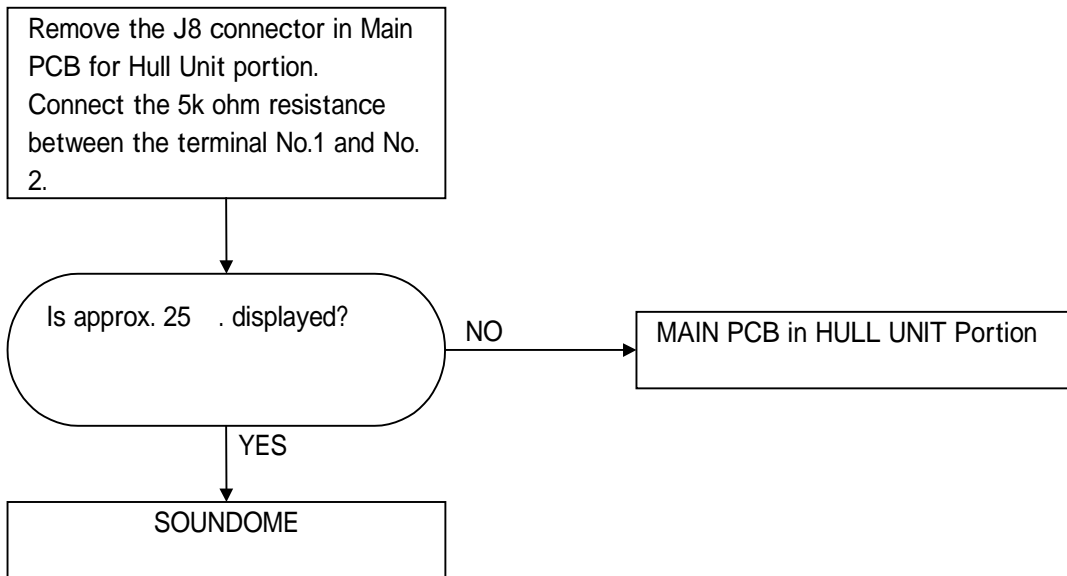 Remove the J8 connector in Main
PCB for Hull Unit portion.
Connect the 5k ohm resistance
between the terminal No.1 and No.
2.
Is approx. 25 . displayed?
NO
MAIN PCB in HULL UNIT Portion
YES
SOUNDOME